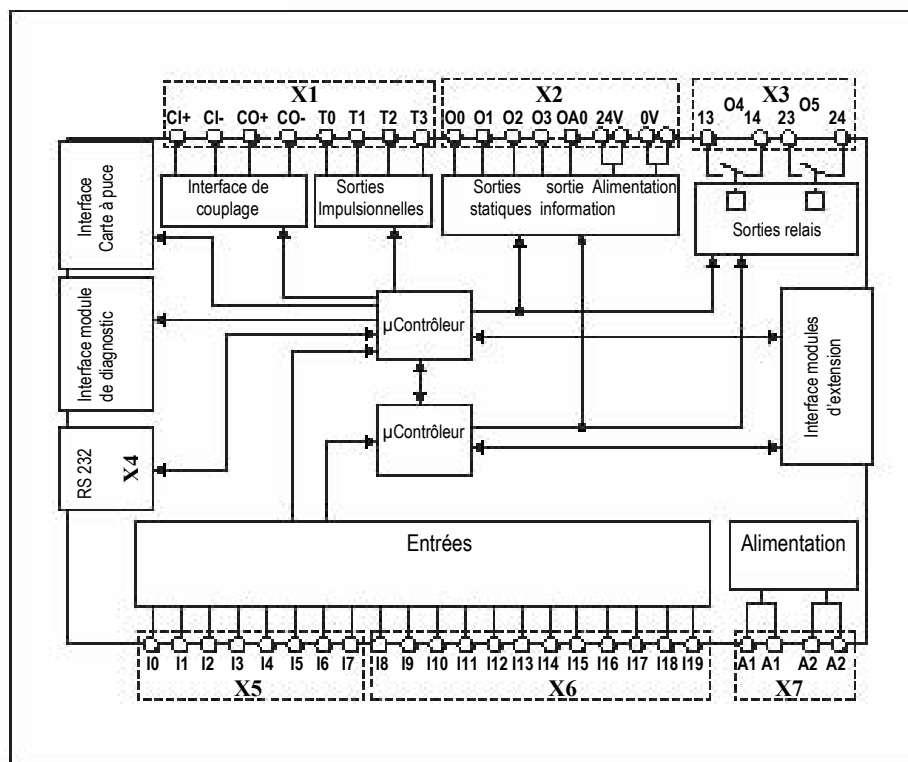 X1
X2
X3
CI+ CI- CO+ CO- T0 T1 T2 T3
O0 O1 O2 O3 OA0 24V 0V
O4 O5
13 14 23 24
Interface
Carte à puce
Interface de
couplage
Sorties
Impulsionnelles
Sorties
statiques
sortie
information
Alimentation
Sorties relais
Interface module
de diagnostic
µContrôleur
µContrôleur
Interface modules
d'extension
RS 232
X4
Entrées
Alimentation
I0 I1 I2 I3 I4 I5 I6 I7
I8 I9 I10 I11 I12 I13 I14 I15 I16 I17 I18 I19
A1 A1 A2 A2
X5
X6
X7